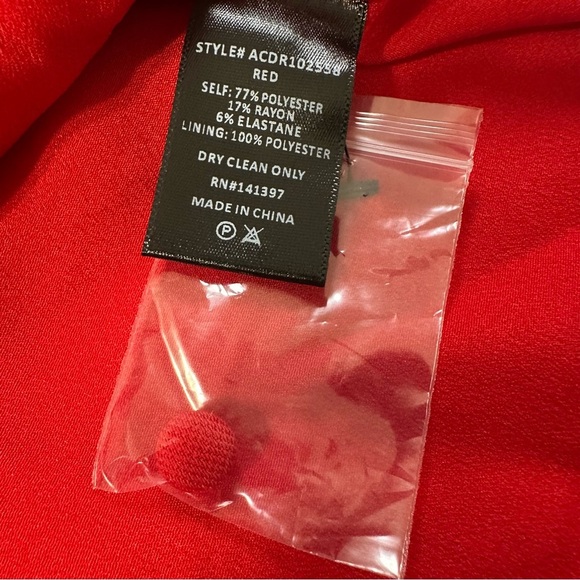 STYLE# ACDR102558
RED
SELF: 77% POLYESTER
17% RAYON
6% ELASTANE
LINING: 100% POLYESTER
DRY CLEAN ONLY
RN#141397
MADE IN CHINA
P